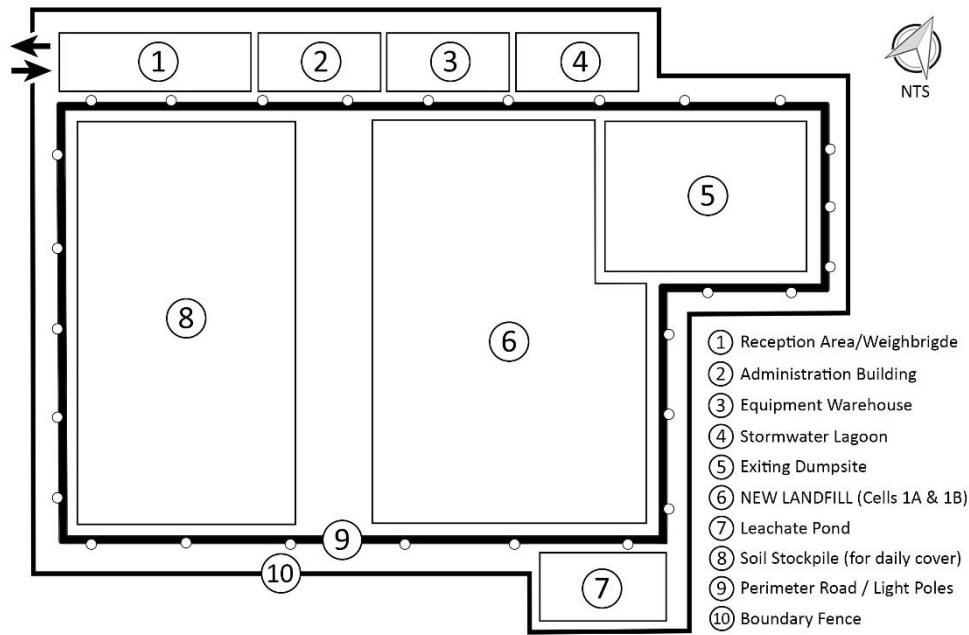 1
2
3
4
NTS
5
8
6
9
10
7
1 Reception Area/Weighbrigde
2 Administration Building
3 Equipment Warehouse
4 Stormwater Lagoon
5 Exiting Dumpsite
6 NEW LANDFILL (Cells 1A & 1B)
7 Leachate Pond
8 Soil Stockpile (for daily cover)
9 Perimeter Road / Light Poles
10 Boundary Fence